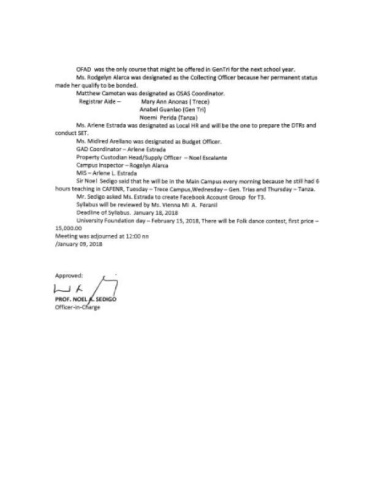 OFAD was the only course that might be offered in GenTri for the next school year.
Ms. Rodgelyn Alarca was designated as the Collecting Officer because her permanent status
made her qualify to be bonded.
Matthew Camotan was designated as OSAS Coordinator.
Registrar Aide – Mary Ann Anonas ( Trece)
Anabel Guanlao (Gen Tri)
Noemi Perida (Tanza)
Ms. Arlene Estrada was designated as Local HR and will be the one to prepare the DTRs and
conduct SET.
Ms. Midred Arellano was designated as Budget Officer.
GAD Coordinator – Arlene Estrada
Property Custodian Head/Supply Officer – Noel Escalante
Campus Inspector – Rogelyn Alarca
MIS – Arlene L. Estrada
Sir Noel Sedigo said that he will be in the Main Campus every morning because he still had 6
hours teaching in CAFENR, Tuesday – Trece Campus,Wednesday – Gen. Trias and Thursday – Tanza.
Mr. Sedigo asked Ms. Estrada to create Facebook Account Group for T3.
Syllabus will be reviewed by Ms. Vienna Mi A. Feranil
Deadline of Syllabus. January 18, 2018
University Foundation day – February 15, 2018, There will be Folk dance contest, first price –
15,000.00
Meeting was adjourned at 12:00 nn
/January 09, 2018
Approved:
PROF. NOEL A. SEDIGO
Officer-in-Charge